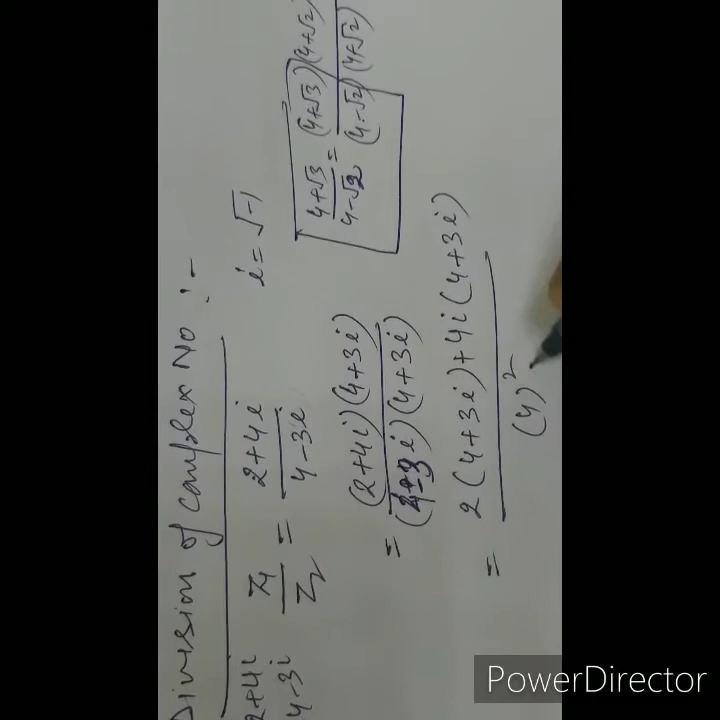 Division of complex No :-
2+4i
4-3i
z₁/z₂ = (2+4i)/(4-3i)
i = √-1
= (2+4i)(4+3i)/(4-3i)(4+3i)
(4+√3)/(4-√2) = (4+√3)(4+√2)/(4-√2)(4+√2)
= 2(4+3i)+4i(4+3i)/(4)²
PowerDirector